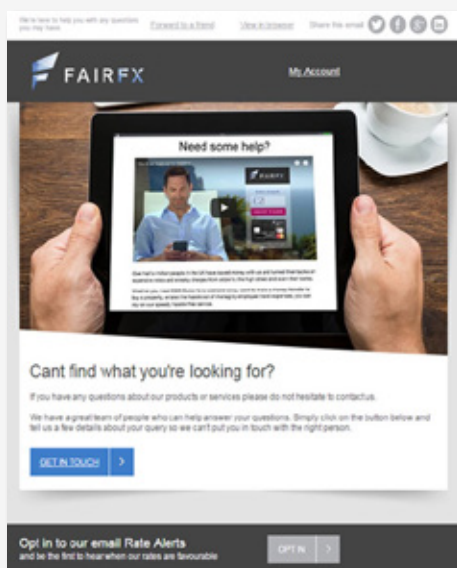 We're here to help you with any questions
you may have
Forward to a friend
View in browser
Share this email
FAIRFX
My Account
Need some help?
FAIRFX
Cant find what you're looking for?
If you have any questions about our products or services please do not hesitate to contact us.
We have a great team of people who can help answer your questions. Simply click on the button below and
tell us a few details about your query so we can't put you in touch with the right person.
GET IN TOUCH
Opt in to our email Rate Alerts
and be the first to hear when our rates are favourable
OPT IN